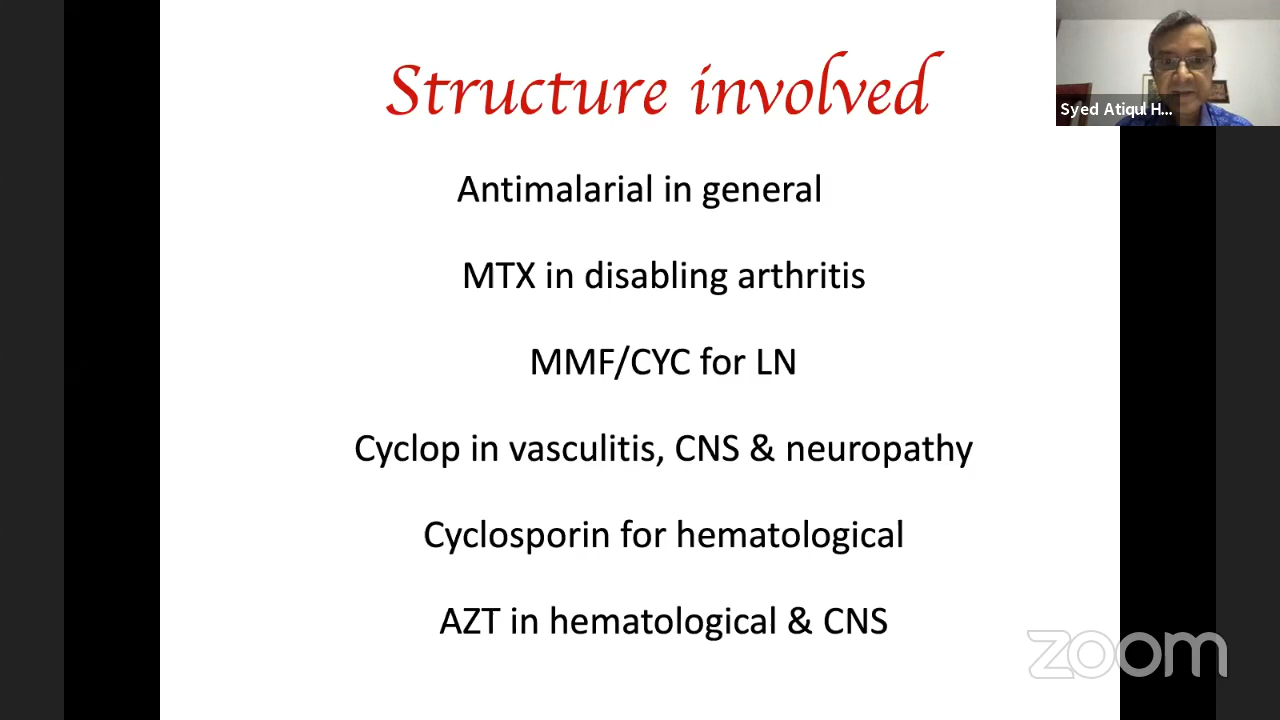 Structure involved
Syed Atiqul H...
Antimalarial in general
MTX in disabling arthritis
MMF/CYC for LN
Cyclop in vasculitis, CNS & neuropathy
Cyclosporin for hematological
AZT in hematological & CNS
zoom